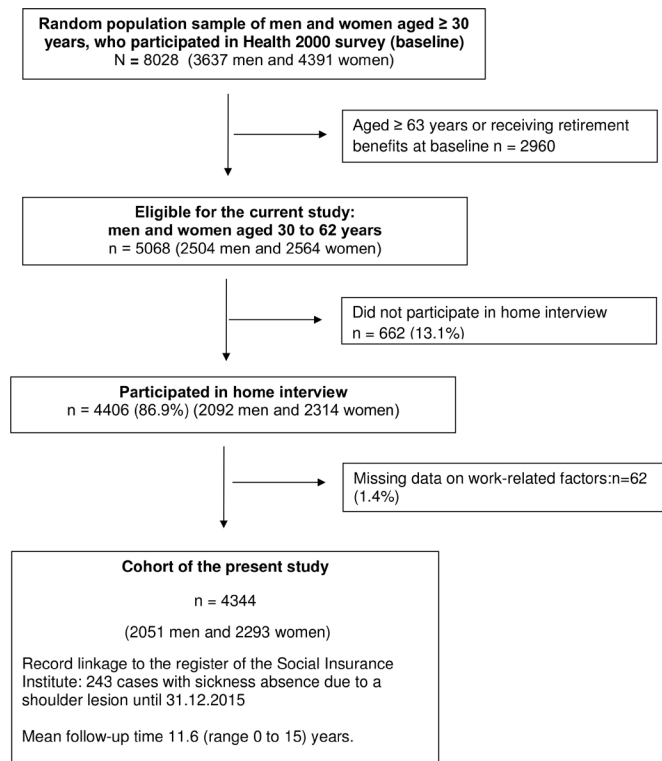 Random population sample of men and women aged ≥ 30
years, who participated in Health 2000 survey (baseline)
N = 8028 (3637 men and 4391 women)
Aged ≥ 63 years or receiving retirement
benefits at baseline n = 2960
Eligible for the current study:
men and women aged 30 to 62 years
n = 5068 (2504 men and 2564 women)
Did not participate in home interview
n = 662 (13.1%)
Participated in home interview
n = 4406 (86.9%) (2092 men and 2314 women)
Missing data on work-related factors:n=62
(1.4%)
Cohort of the present study
n = 4344
(2051 men and 2293 women)
Record linkage to the register of the Social Insurance
Institute: 243 cases with sickness absence due to a
shoulder lesion until 31.12.2015
Mean follow-up time 11.6 (range 0 to 15) years.